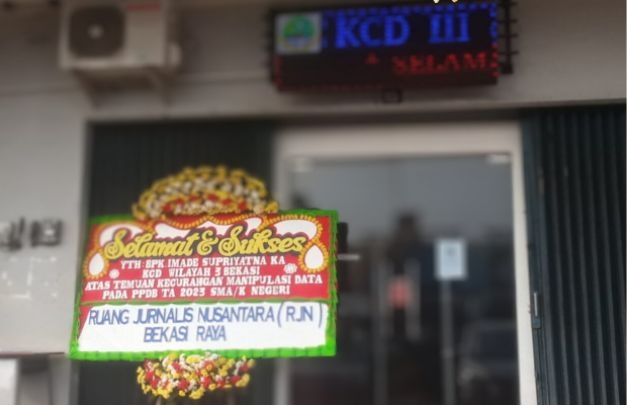 KCD III
* SELAM
Selamat & Sukses
YTH : BPK. IMADE SUPRIYATNA KA
KCD WILAYAH 3 BEKASI
ATAS TEMUAN KECURANGAN MANIPULASI DATA
PADA PPDB TA 2023 SMA/K NEGERI
RUANG JURNALIS NUSANTARA ( RJN )
BEKASI RAYA